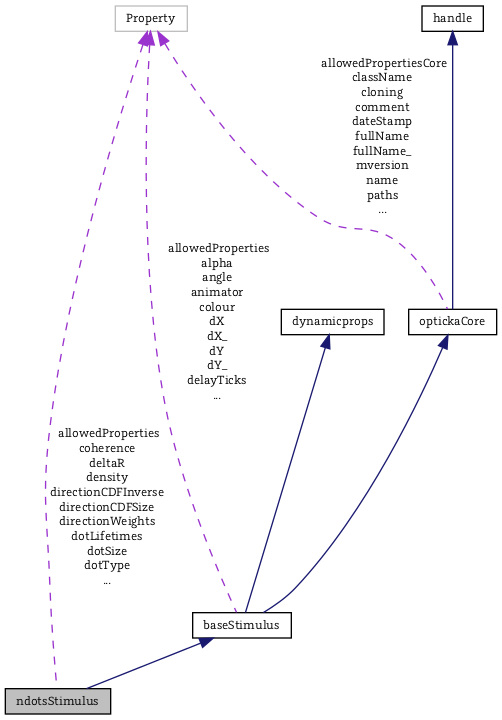 Property
handle
allowedPropertiesCore
className
cloning
comment
dateStamp
fullName
fullName_
mversion
name
paths
...
allowedProperties
alpha
angle
animator
colour
dX
dX_
dY
dY_
delayTicks
...
dynamicprops
optickaCore
allowedProperties
coherence
deltaR
density
directionCDFInverse
directionCDFSize
directionWeights
dotLifetimes
dotSize
dotType
...
baseStimulus
ndotsStimulus